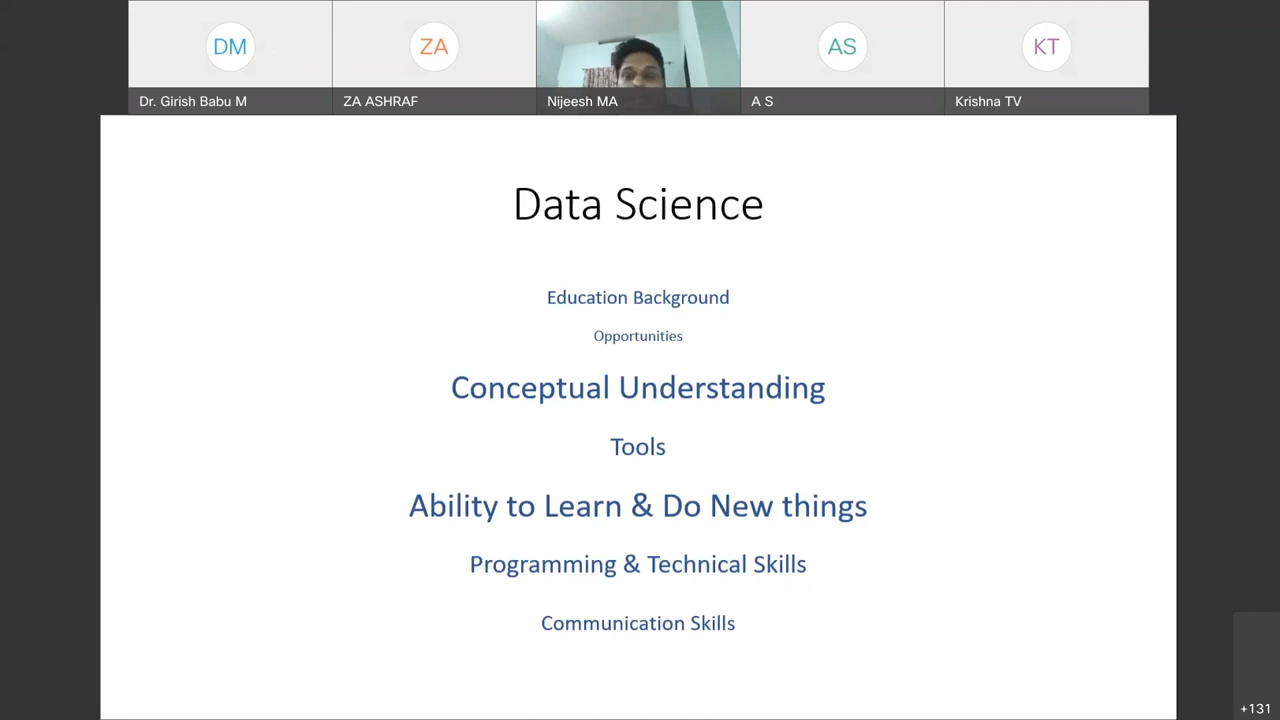 DM
ZA
AS
KT
Dr. Girish Babu M
ZA ASHRAF
Nijeesh MA
A S
Krishna TV
Data Science
Education Background
Opportunities
Conceptual Understanding
Tools
Ability to Learn & Do New things
Programming & Technical Skills
Communication Skills
+131